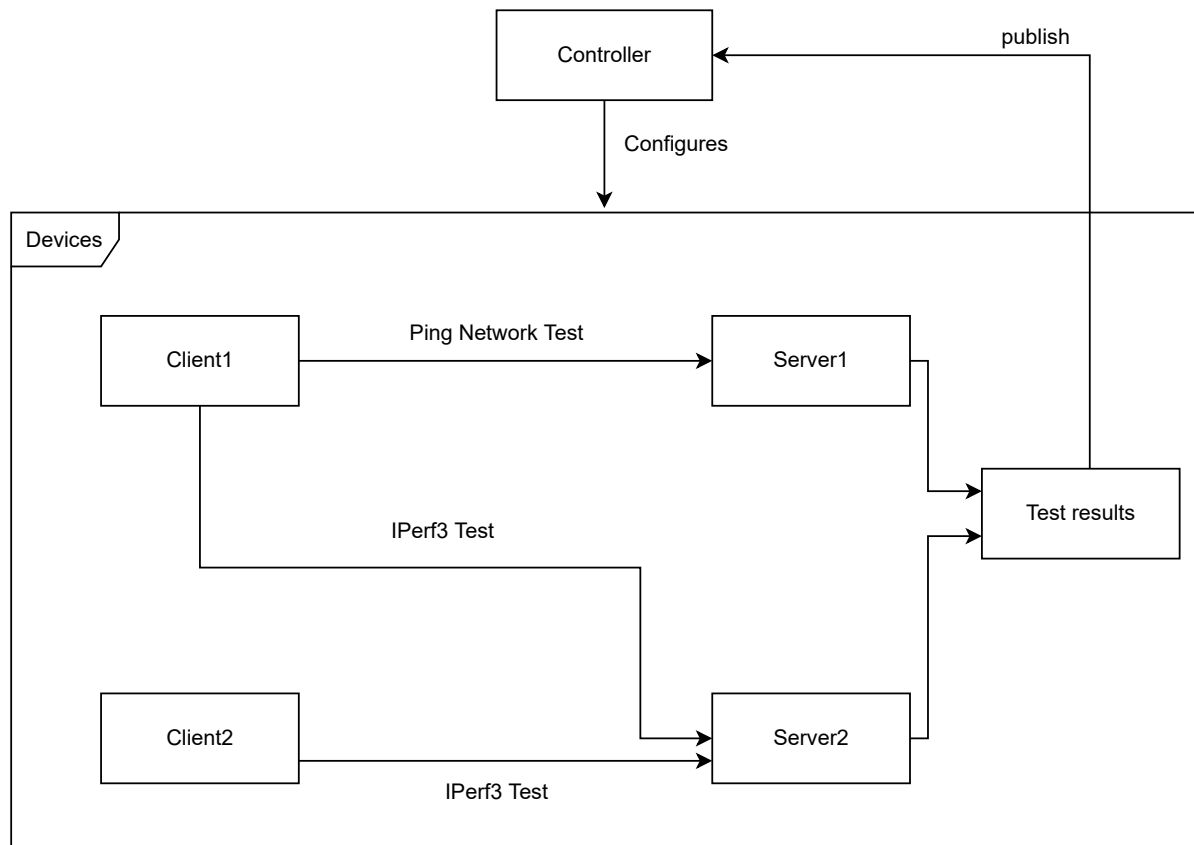 publish
Controller
Configures
Devices
Ping Network Test
Client1
Server1
Test results
IPerf3 Test
Client2
Server2
IPerf3 Test